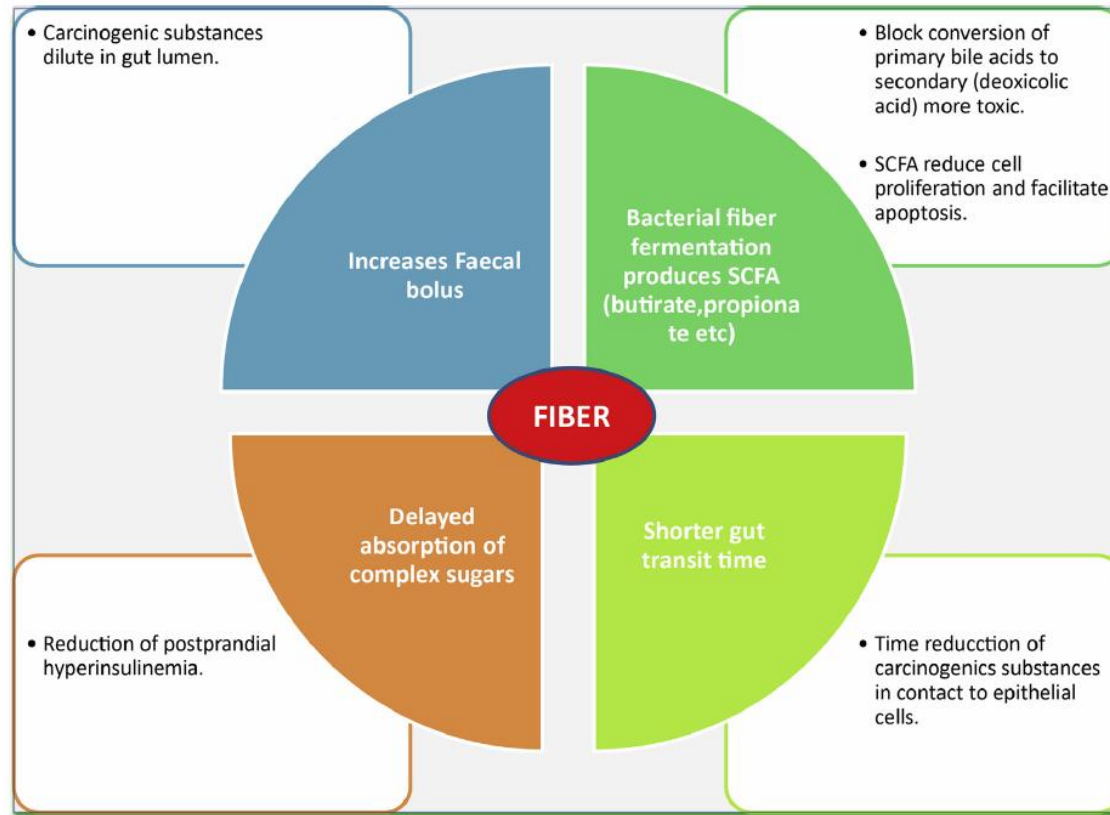 • Carcinogenic substances
dilute in gut lumen.
• Block conversion of
primary bile acids to
secondary (deoxicolic
acid) more toxic.
• SCFA reduce cell
proliferation and facilitate
apoptosis.
Increases Faecal
bolus
Bacterial fiber
fermentation
produces SCFA
(butirate,propiona
te etc)
FIBER
Delayed
absorption of
complex sugars
Shorter gut
transit time
• Reduction of postprandial
hyperinsulinemia.
• Time reducction of
carcinogenics substances
in contact to epithelial
cells.